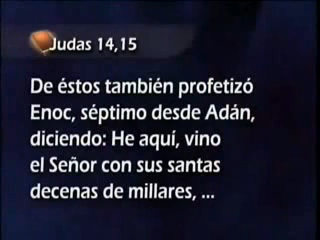 Judas 14,15
De éstos también profetizó
Enoc, séptimo desde Adán,
diciendo: He aquí, vino
el Señor con sus santas
decenas de millares, ...